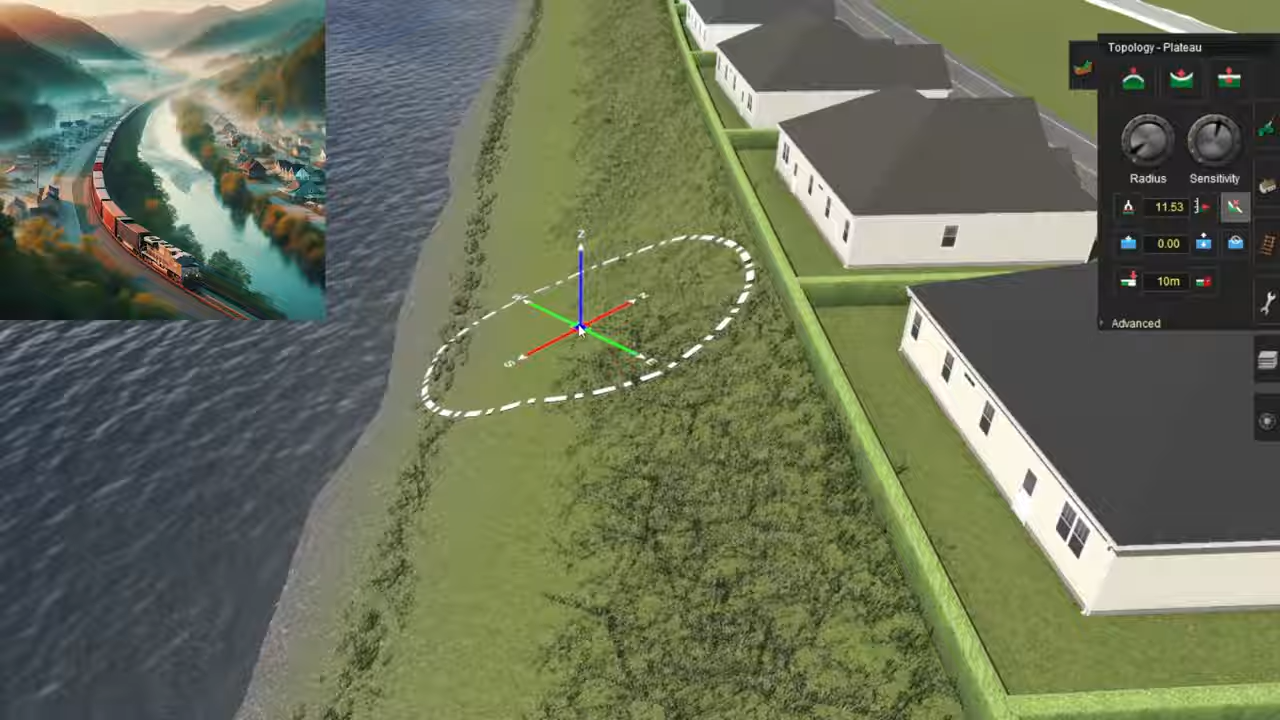 Topology - Plateau
Radius Sensitivity
11.53
0.00
10m
Advanced
Z